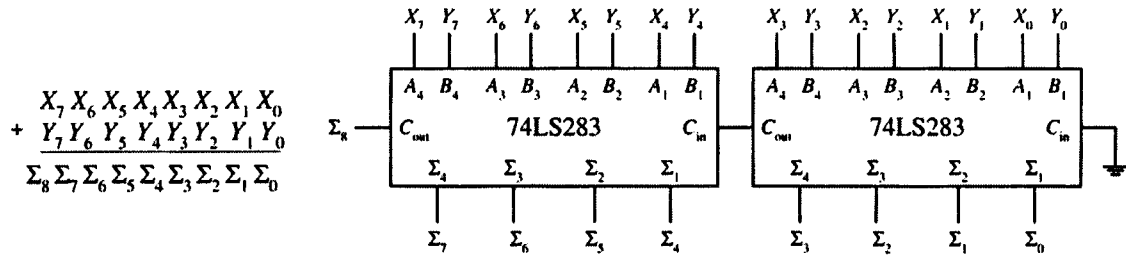 X₇ Y₇ X₆ Y₆ X₅ Y₅ X₄ Y₄ X₃ Y₃ X₂ Y₂ X₁ Y₁ X₀ Y₀
A₄ B₄ A₃ B₃ A₂ B₂ A₁ B₁ A₄ B₄ A₃ B₃ A₂ B₂ A₁ B₁
X₇ X₆ X₅ X₄ X₃ X₂ X₁ X₀
+ Y₇ Y₆ Y₅ Y₄ Y₃ Y₂ Y₁ Y₀
Σ₈ Σ₇ Σ₆ Σ₅ Σ₄ Σ₃ Σ₂ Σ₁ Σ₀
Σ₈ Cout 74LS283 Cin Cout 74LS283 Cin
Σ₄ Σ₃ Σ₂ Σ₁ Σ₄ Σ₃ Σ₂ Σ₁
Σ₇ Σ₆ Σ₅ Σ₄ Σ₃ Σ₂ Σ₁ Σ₀